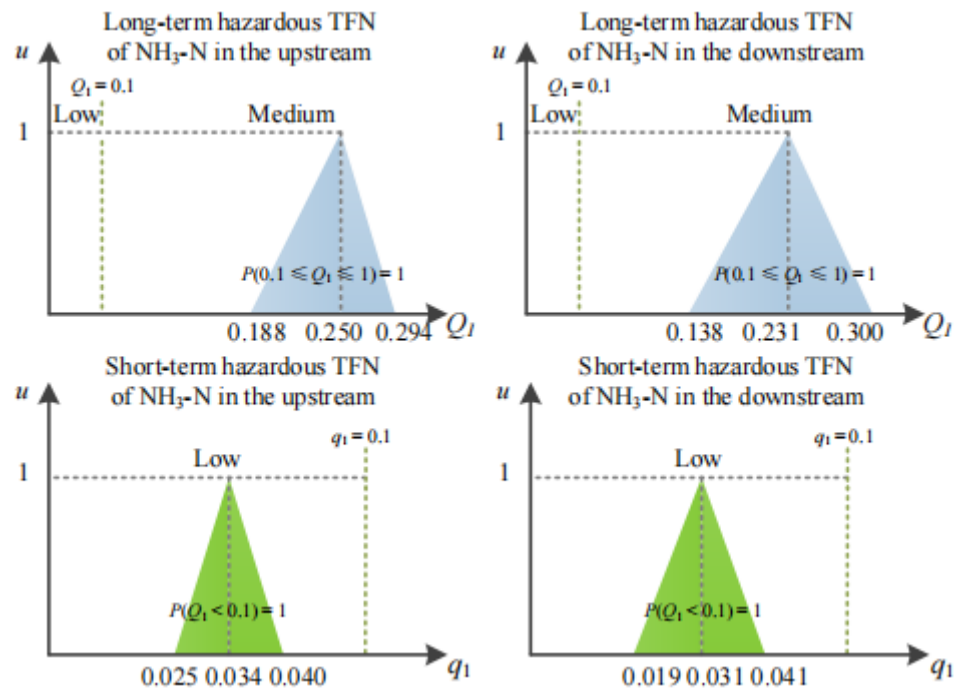 Long-term hazardous TFN
of NH₃-N in the upstream
u
Q₁ = 0.1
Low
Medium
1
P(0.1 ≤ Q₁ ≤ 1) = 1
0.188 0.250 0.294 Q₁
Long-term hazardous TFN
of NH₃-N in the downstream
u
Q₁ = 0.1
Low
Medium
1
P(0.1 ≤ Q₁ ≤ 1) = 1
0.138 0.231 0.300 Q₁
Short-term hazardous TFN
of NH₃-N in the upstream
u
q₁ = 0.1
Low
1
P(Q₁ < 0.1) = 1
0.025 0.034 0.040 q₁
Short-term hazardous TFN
of NH₃-N in the downstream
u
q₁ = 0.1
Low
1
P(Q₁ < 0.1) = 1
0.019 0.031 0.041 q₁